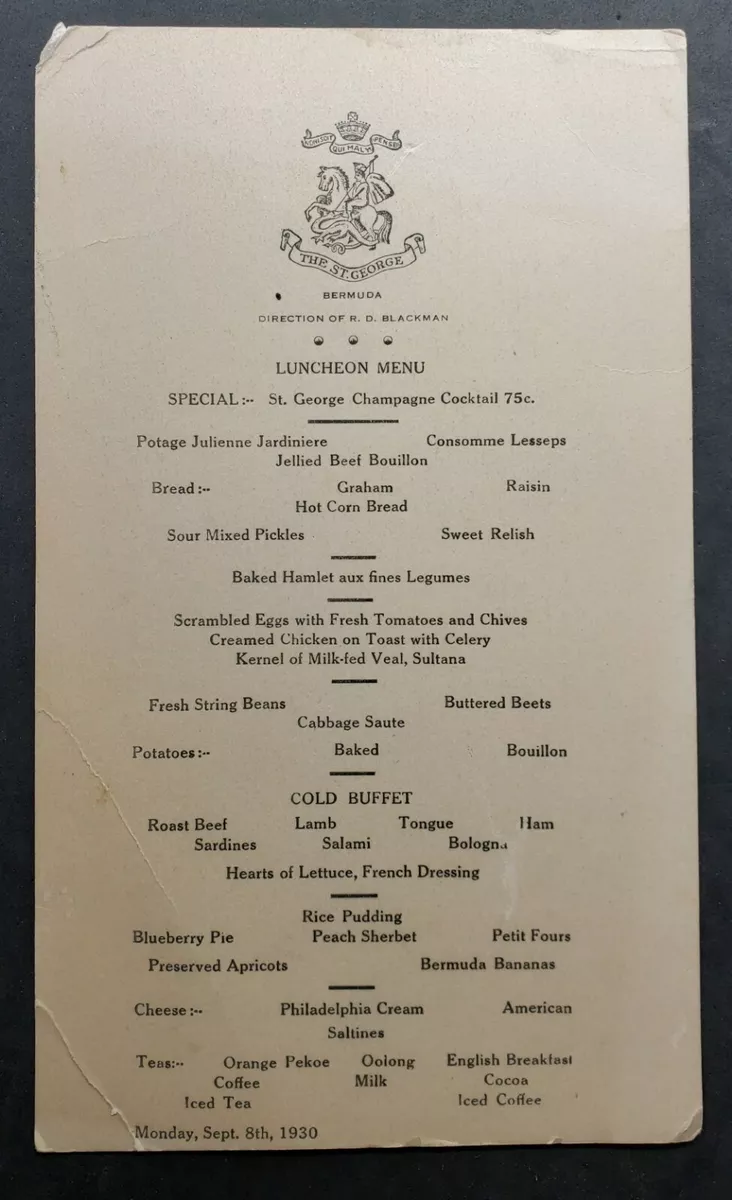 HONI SOIT QUI MAL Y PENSE
THE ST. GEORGE
BERMUDA
DIRECTION OF R. D. BLACKMAN
LUNCHEON MENU
SPECIAL:-- St. George Champagne Cocktail 75c.
Potage Julienne Jardiniere Consomme Lesseps
Jellied Beef Bouillon
Bread:-- Graham Raisin
Hot Corn Bread
Sour Mixed Pickles Sweet Relish
Baked Hamlet aux fines Legumes
Scrambled Eggs with Fresh Tomatoes and Chives
Creamed Chicken on Toast with Celery
Kernel of Milk-fed Veal, Sultana
Fresh String Beans Buttered Beets
Cabbage Saute
Potatoes:-- Baked Bouillon
COLD BUFFET
Roast Beef Lamb Tongue Ham
Sardines Salami Bologna
Hearts of Lettuce, French Dressing
Rice Pudding
Blueberry Pie Peach Sherbet Petit Fours
Preserved Apricots Bermuda Bananas
Cheese:-- Philadelphia Cream American
Saltines
Teas:-- Orange Pekoe Oolong English Breakfast
Coffee Milk Cocoa
Iced Tea Iced Coffee
Monday, Sept. 8th, 1930